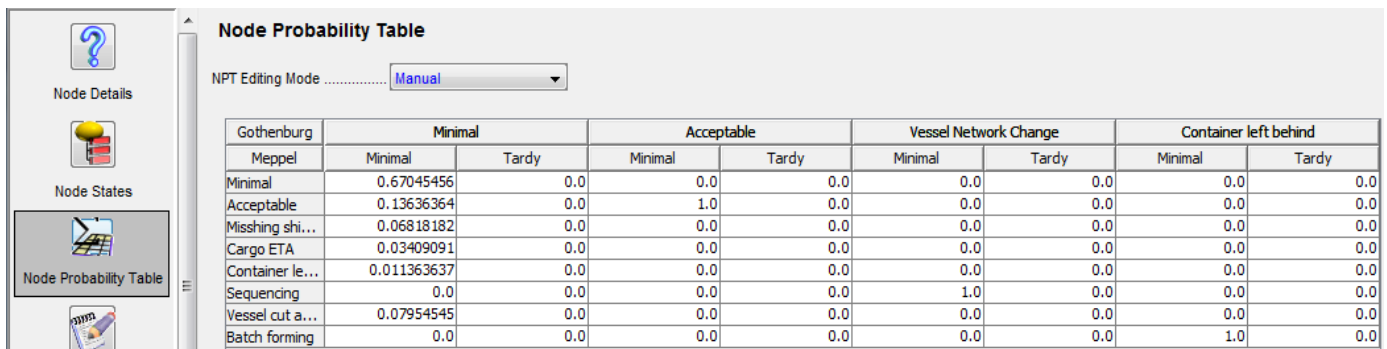 Node Probability Table
NPT Editing Mode ................ Manual
Node Details
Node States
Node Probability Table
Gothenburg Minimal Acceptable Vessel Network Change Container left behind
Meppel Minimal Tardy Minimal Tardy Minimal Tardy Minimal Tardy
Minimal 0.67045456 0.0 0.0 0.0 0.0 0.0 0.0 0.0
Acceptable 0.13636364 0.0 1.0 0.0 0.0 0.0 0.0 0.0
Misshing shi... 0.06818182 0.0 0.0 0.0 0.0 0.0 0.0 0.0
Cargo ETA 0.03409091 0.0 0.0 0.0 0.0 0.0 0.0 0.0
Container le... 0.011363637 0.0 0.0 0.0 0.0 0.0 0.0 0.0
Sequencing 0.0 0.0 0.0 0.0 1.0 0.0 0.0 0.0
Vessel cut a... 0.07954545 0.0 0.0 0.0 0.0 0.0 0.0 0.0
Batch forming 0.0 0.0 0.0 0.0 0.0 0.0 1.0 0.0